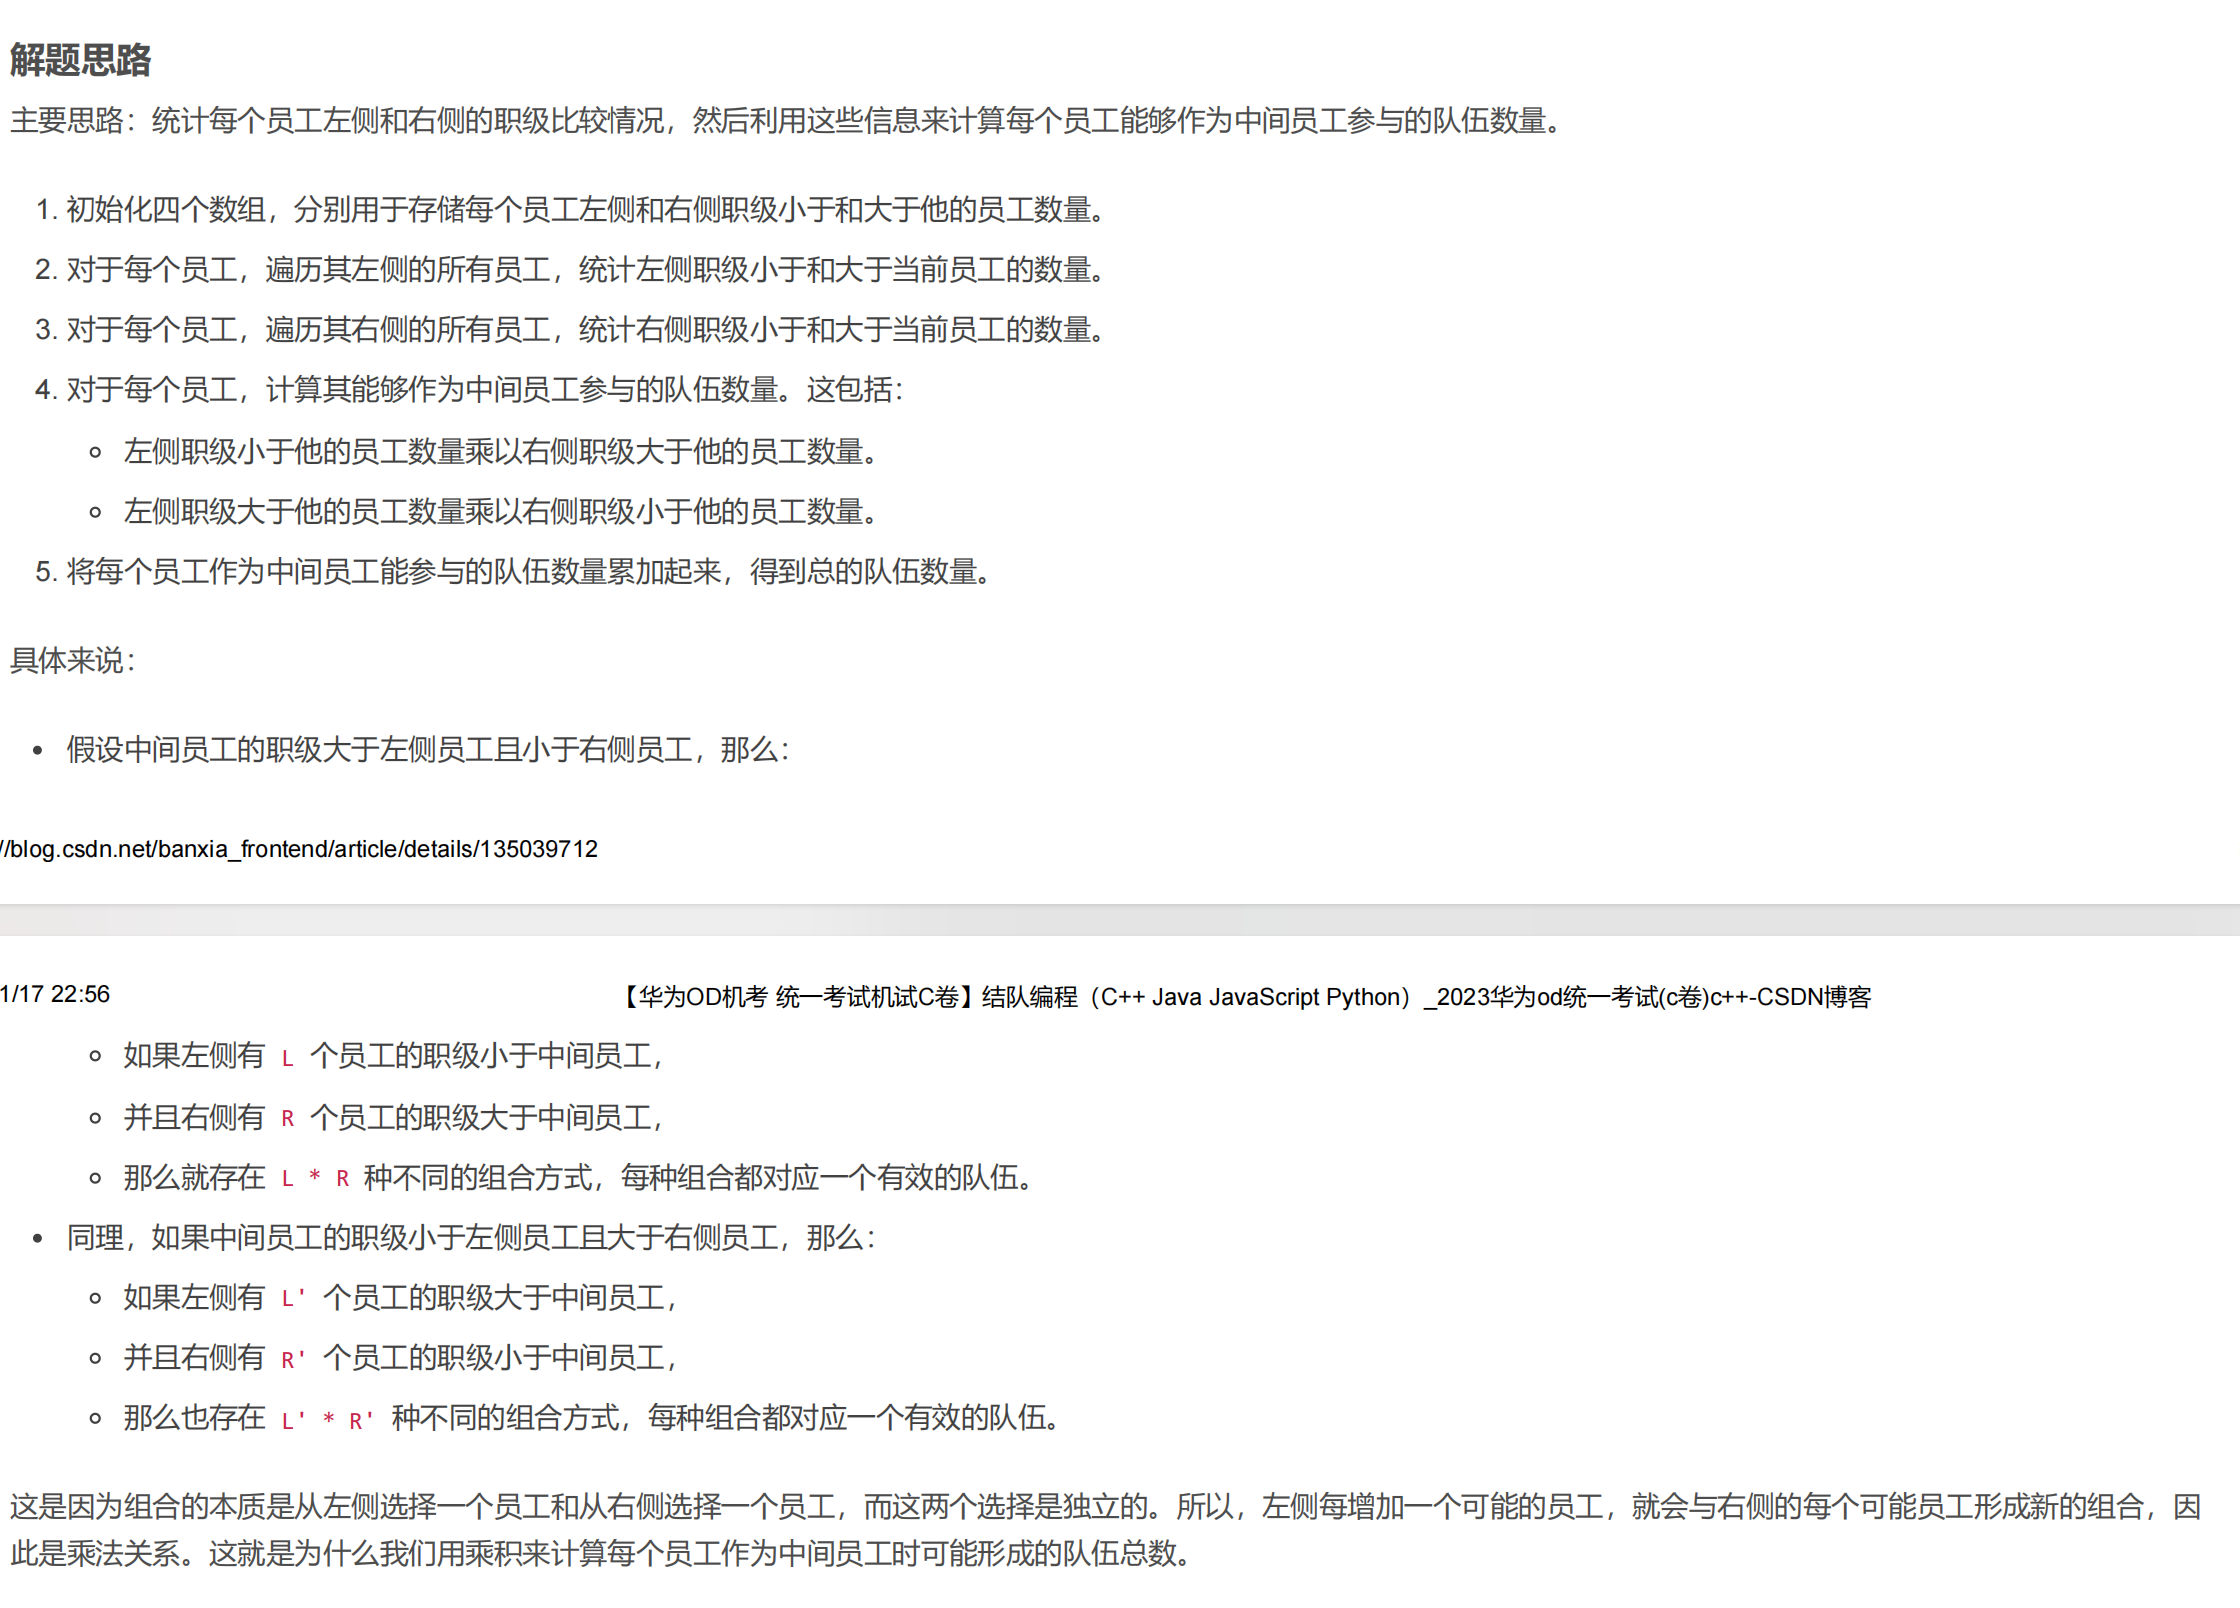 解题思路
主要思路：统计每个员工左侧和右侧的职级比较情况，然后利用这些信息来计算每个员工能够作为中间员工参与的队伍数量。
1. 初始化四个数组，分别用于存储每个员工左侧和右侧职级小于和大于他的员工数量。
2. 对于每个员工，遍历其左侧的所有员工，统计左侧职级小于和大于当前员工的数量。
3. 对于每个员工，遍历其右侧的所有员工，统计右侧职级小于和大于当前员工的数量。
4. 对于每个员工，计算其能够作为中间员工参与的队伍数量。这包括：
左侧职级小于他的员工数量乘以右侧职级大于他的员工数量。
左侧职级大于他的员工数量乘以右侧职级小于他的员工数量。
5. 将每个员工作为中间员工能参与的队伍数量累加起来，得到总的队伍数量。
具体来说：
假设中间员工的职级大于左侧员工且小于右侧员工，那么：
//blog.csdn.net/banxia_frontend/article/details/135039712
1/17 22:56 【华为OD机考 统一考试机试C卷】结队编程（C++ Java JavaScript Python）_2023华为od统一考试(c卷)c++-CSDN博客
如果左侧有 L 个员工的职级小于中间员工，
并且右侧有 R 个员工的职级大于中间员工，
那么就存在 L * R 种不同的组合方式，每种组合都对应一个有效的队伍。
同理，如果中间员工的职级小于左侧员工且大于右侧员工，那么：
如果左侧有 L' 个员工的职级大于中间员工，
并且右侧有 R' 个员工的职级小于中间员工，
那么也存在 L' * R' 种不同的组合方式，每种组合都对应一个有效的队伍。
这是因为组合的本质是从左侧选择一个员工和从右侧选择一个员工，而这两个选择是独立的。所以，左侧每增加一个可能的员工，就会与右侧的每个可能员工形成新的组合，因
此是乘法关系。这就是为什么我们用乘积来计算每个员工作为中间员工时可能形成的队伍总数。